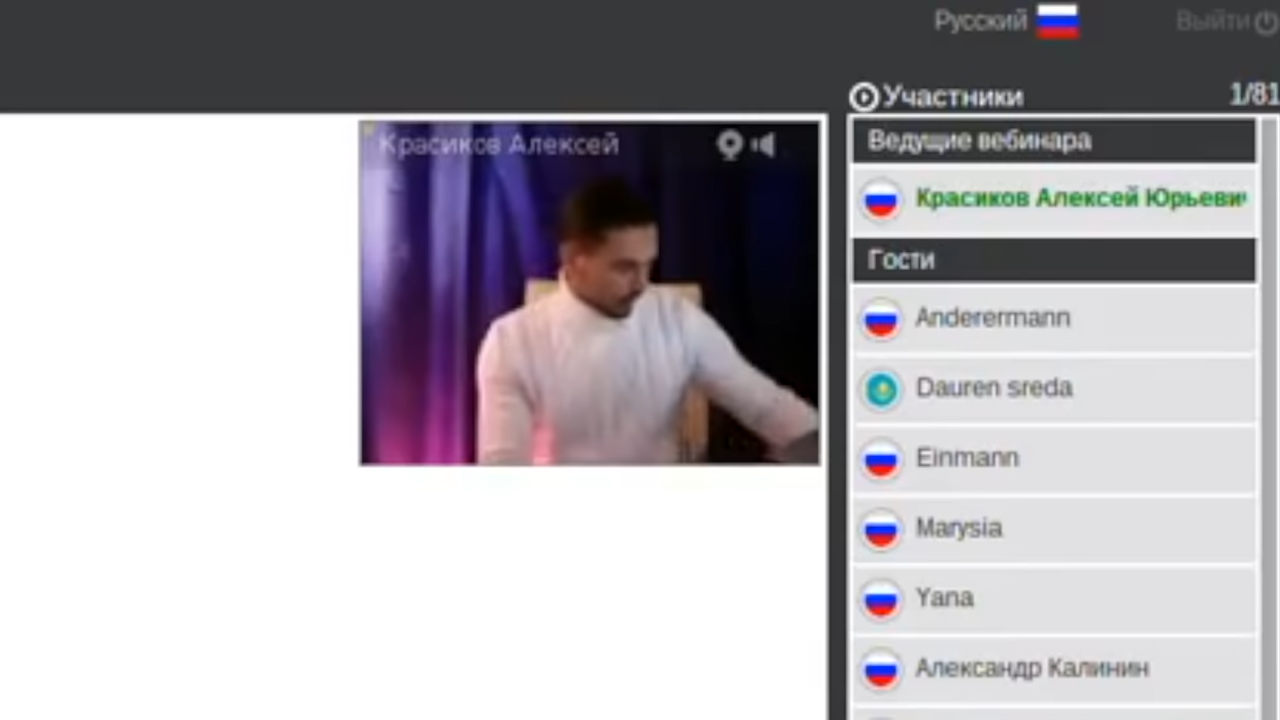 Русский
Выйти
Участники 1/81
Красиков Алексей
Ведущие вебинара
Красиков Алексей Юрьевич
Гости
Anderermann
Dauren sreda
Einmann
Marysia
Yana
Александр Калинин